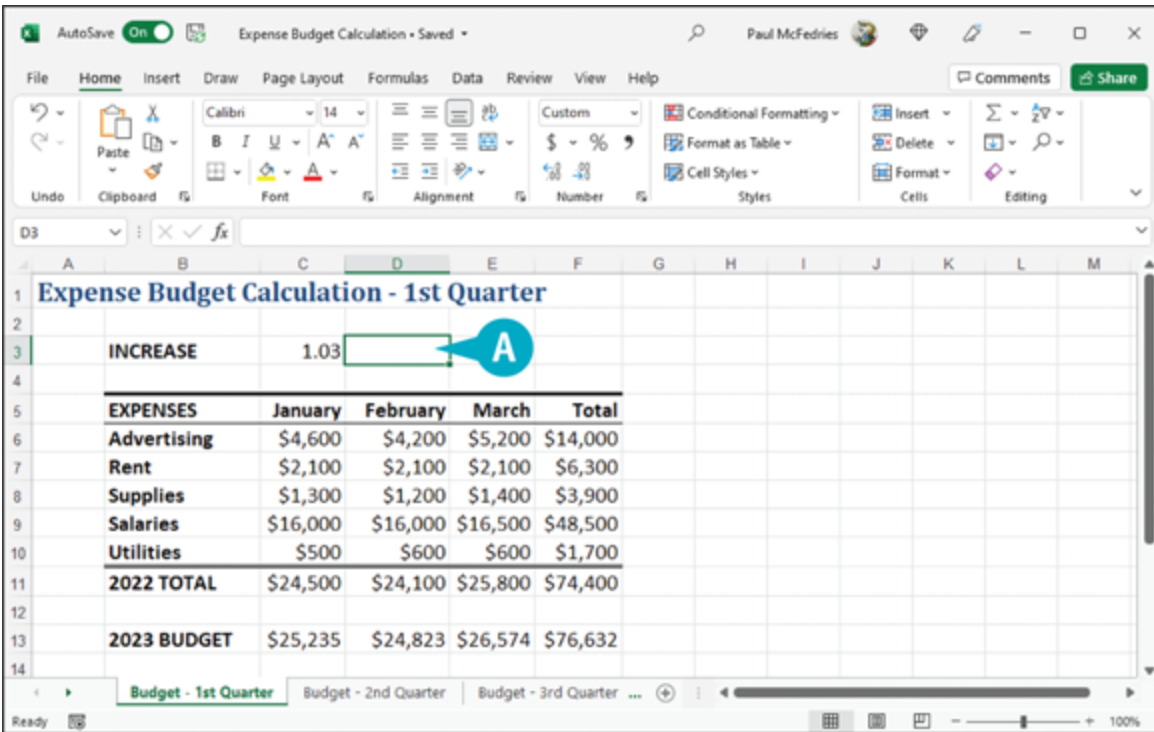 AutoSave On Expense Budget Calculation • Saved Paul McFedries
File Home Insert Draw Page Layout Formulas Data Review View Help Comments Share
Calibri 14 Custom Conditional Formatting Insert
Paste B I U A A $ % , Format as Table Delete
A Cell Styles Format
Undo Clipboard Font Alignment Number Styles Cells Editing
D3 fx
A B C D E F G H I J K L M
1 Expense Budget Calculation - 1st Quarter
2
3 INCREASE 1.03 A
4
5 EXPENSES January February March Total
6 Advertising $4,600 $4,200 $5,200 $14,000
7 Rent $2,100 $2,100 $2,100 $6,300
8 Supplies $1,300 $1,200 $1,400 $3,900
9 Salaries $16,000 $16,000 $16,500 $48,500
10 Utilities $500 $600 $600 $1,700
11 2022 TOTAL $24,500 $24,100 $25,800 $74,400
12
13 2023 BUDGET $25,235 $24,823 $26,574 $76,632
14
Budget - 1st Quarter Budget - 2nd Quarter Budget - 3rd Quarter ...
Ready 100%